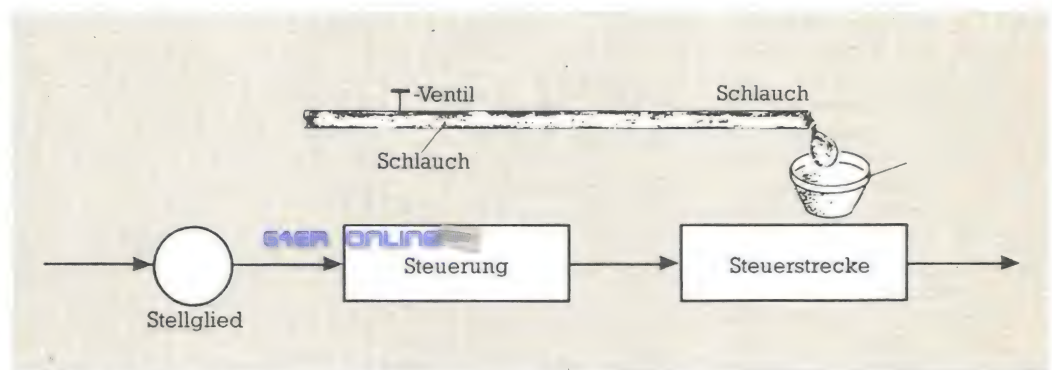 -Ventil
Schlauch
Schlauch
64ER ONLINE
Steuerung
Steuerstrecke
Stellglied